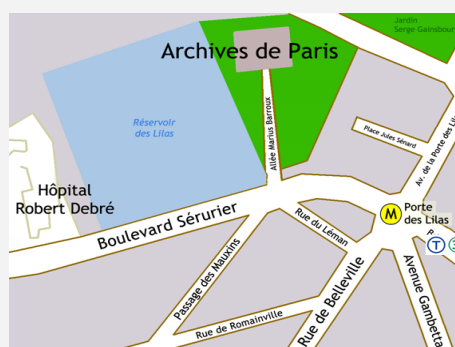 Jardin
Serge Gainsbourg
Archives de Paris
Réservoir
des Lilas
Allée Marius Barroux
Place Jules Sénard
Av. de la Porte des Lilas
Hôpital
Robert Debré
Boulevard Sérurier
Rue du Léman
M
Porte
des Lilas
T
3
Passage des Mauxins
Rue de Romainville
Rue de Belleville
Avenue Gambetta